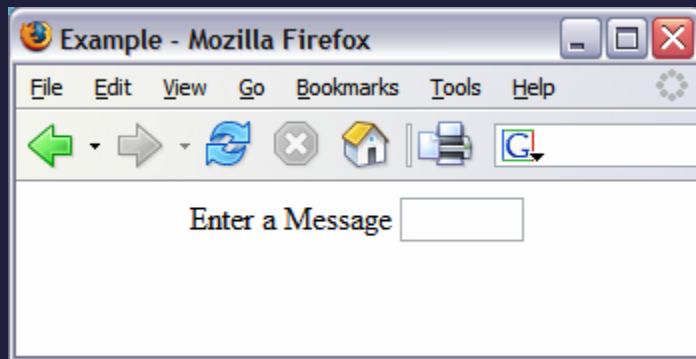 Example - Mozilla Firefox
File Edit View Go Bookmarks Tools Help
G
Enter a Message